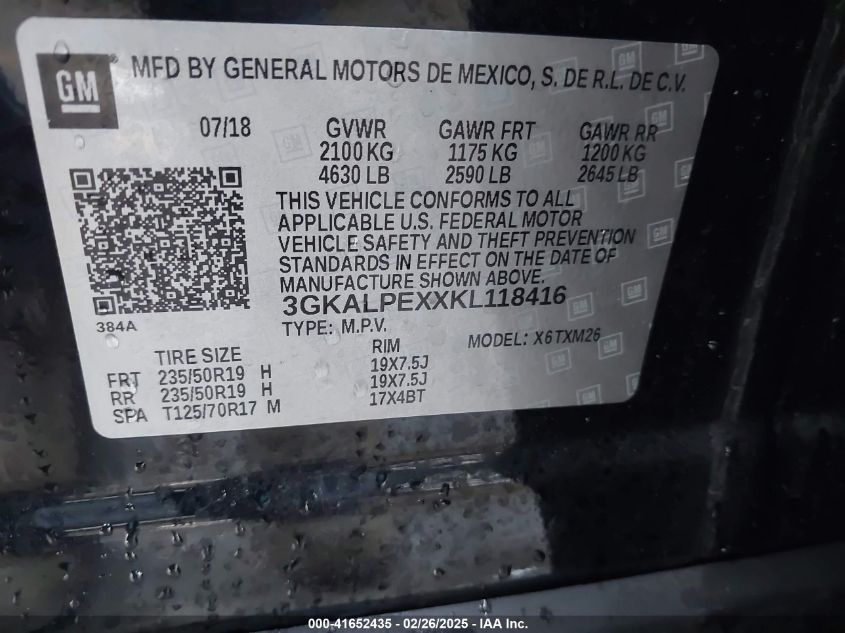 GM
MFD BY GENERAL MOTORS DE MEXICO, S. DE R.L. DE C.V.
07/18 GVWR GAWR FRT GAWR RR
2100 KG 1175 KG 1200 KG
4630 LB 2590 LB 2645 LB
THIS VEHICLE CONFORMS TO ALL
APPLICABLE U.S. FEDERAL MOTOR
VEHICLE SAFETY AND THEFT PREVENTION
STANDARDS IN EFFECT ON THE DATE OF
MANUFACTURE SHOWN ABOVE.
3GKALPEXXKL118416
384A
TYPE: M.P.V. MODEL: X6TXM26
TIRE SIZE RIM
FRT 235/50R19 H 19X7.5J
RR 235/50R19 H 19X7.5J
SPA T125/70R17 M 17X4BT
000-41652435 - 02/26/2025 - IAA Inc.